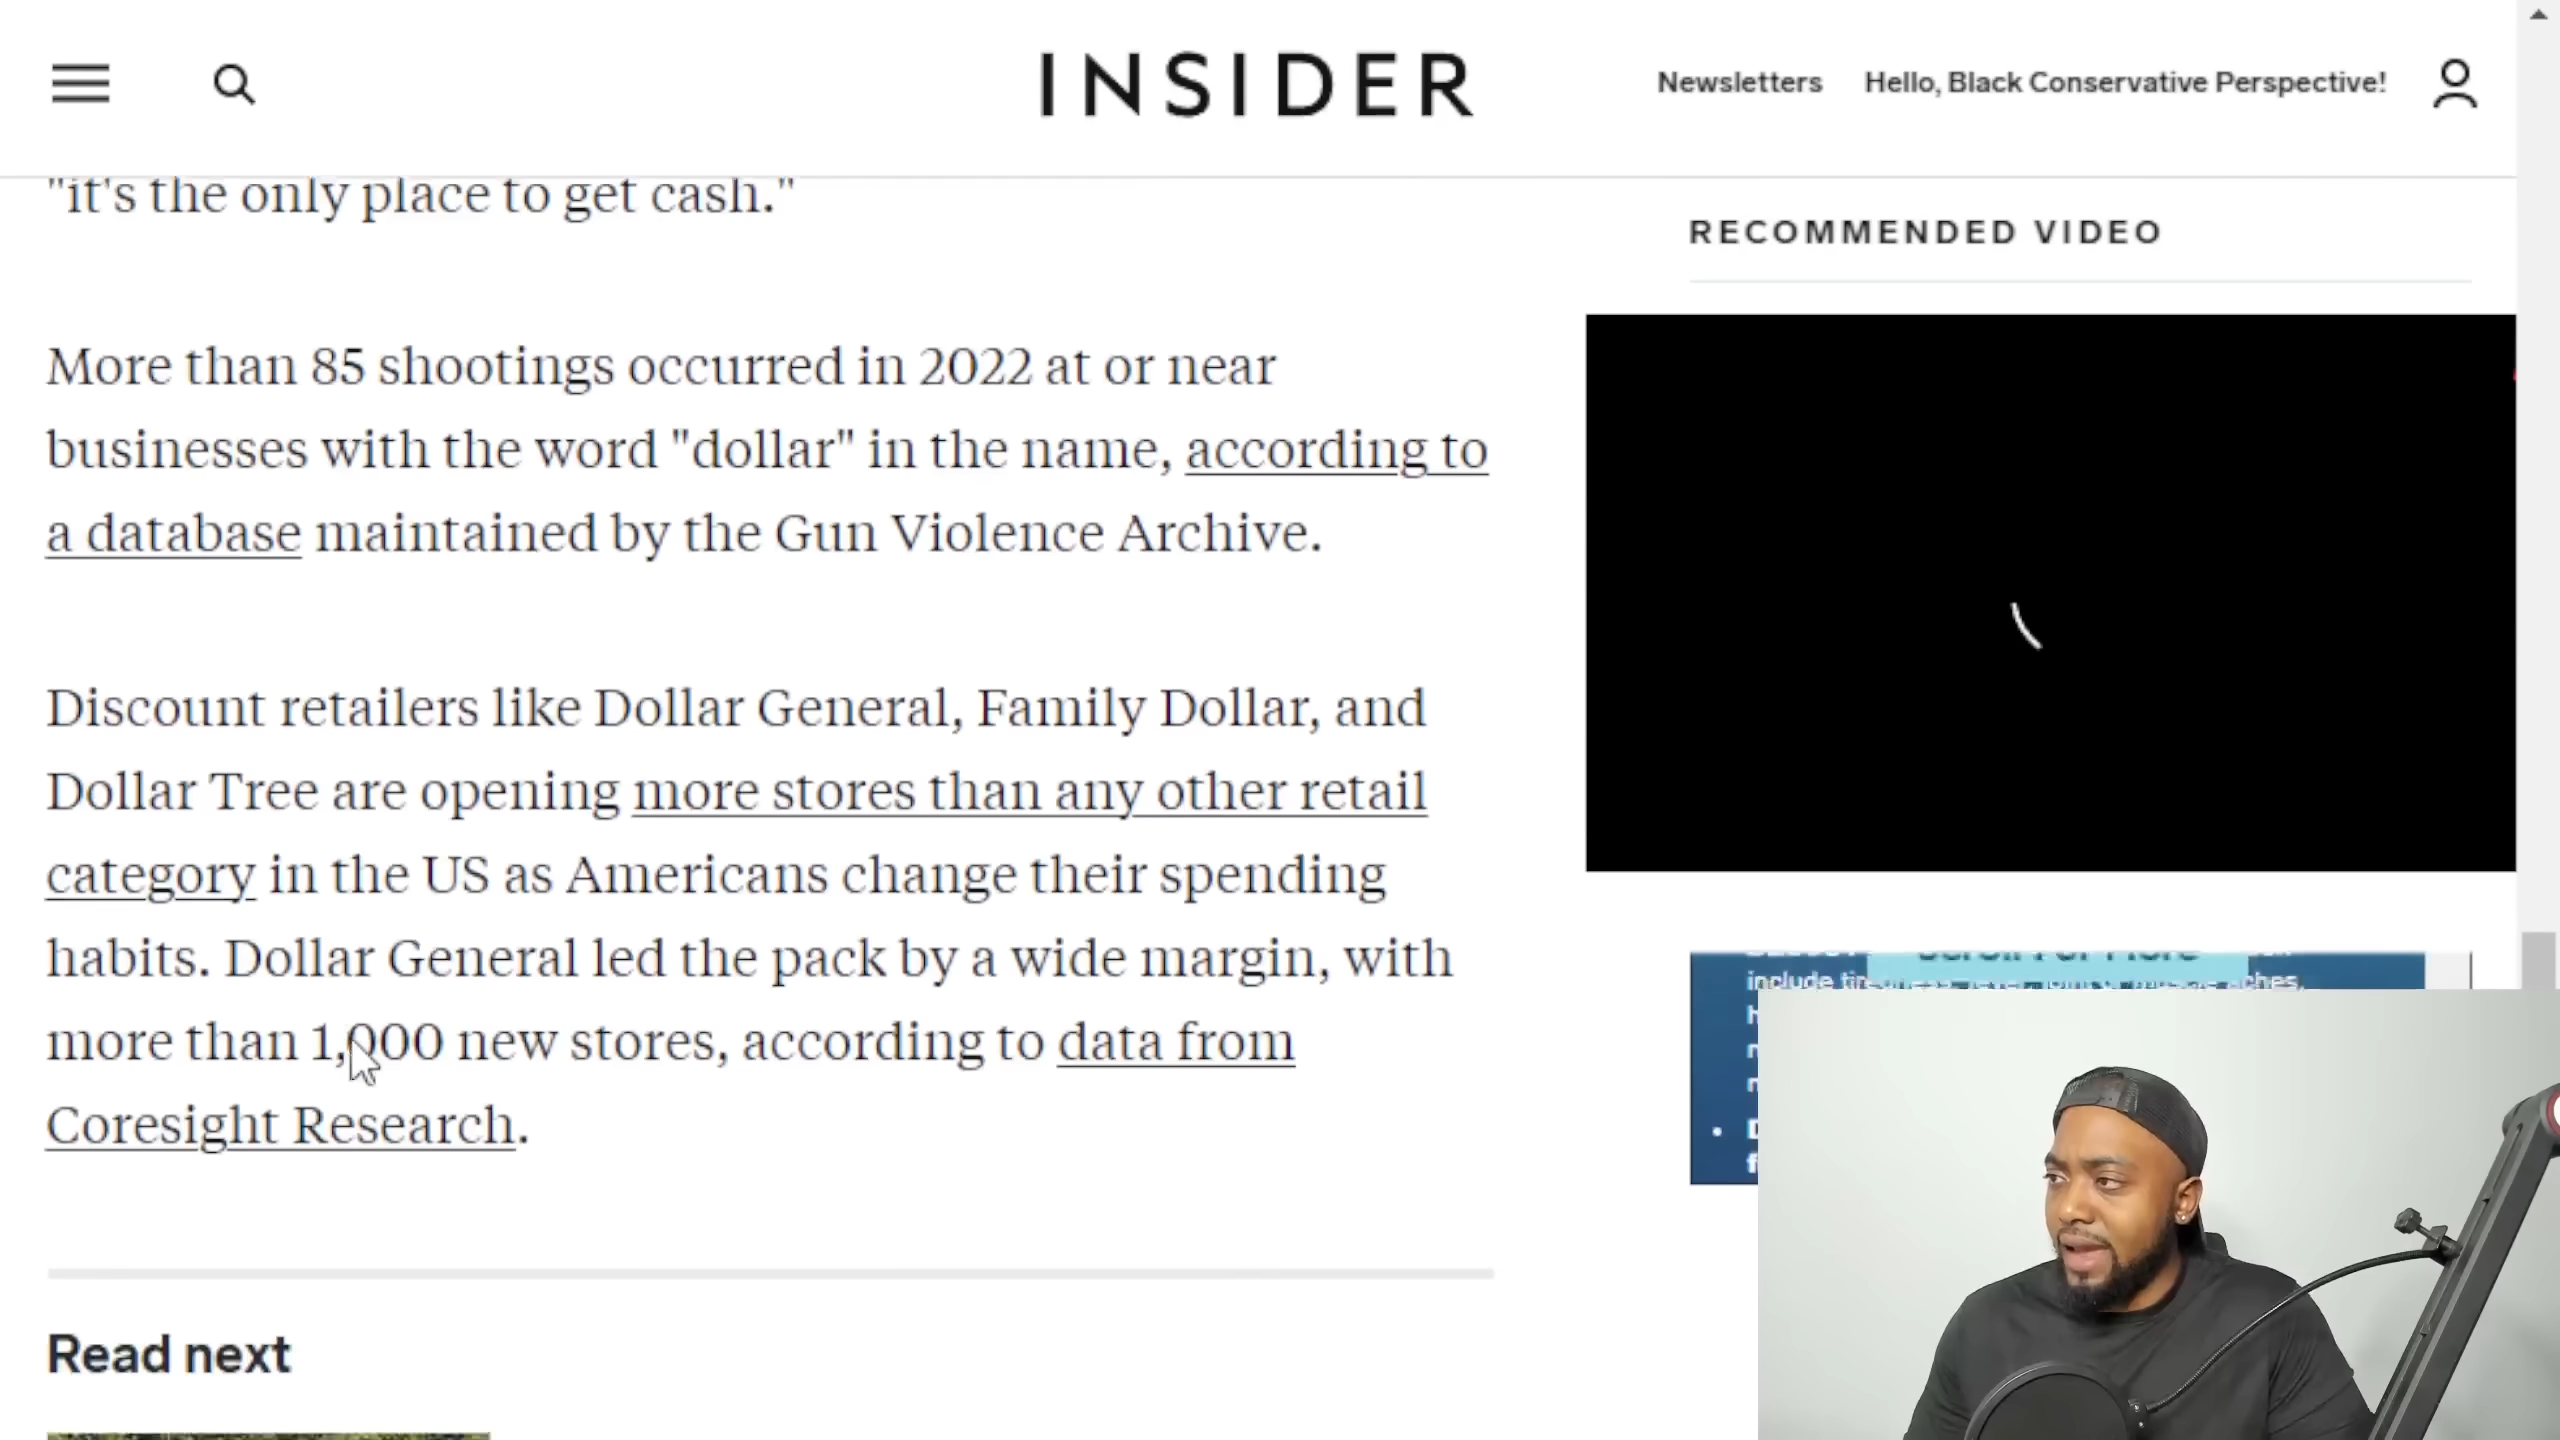 INSIDER
Newsletters
Hello, Black Conservative Perspective!
"it's the only place to get cash."
More than 85 shootings occurred in 2022 at or near
businesses with the word "dollar" in the name, according to
a database maintained by the Gun Violence Archive.
Discount retailers like Dollar General, Family Dollar, and
Dollar Tree are opening more stores than any other retail
category in the US as Americans change their spending
habits. Dollar General led the pack by a wide margin, with
more than 1,000 new stores, according to data from
Coresight Research.
Read next
RECOMMENDED VIDEO
Scroll For More
include